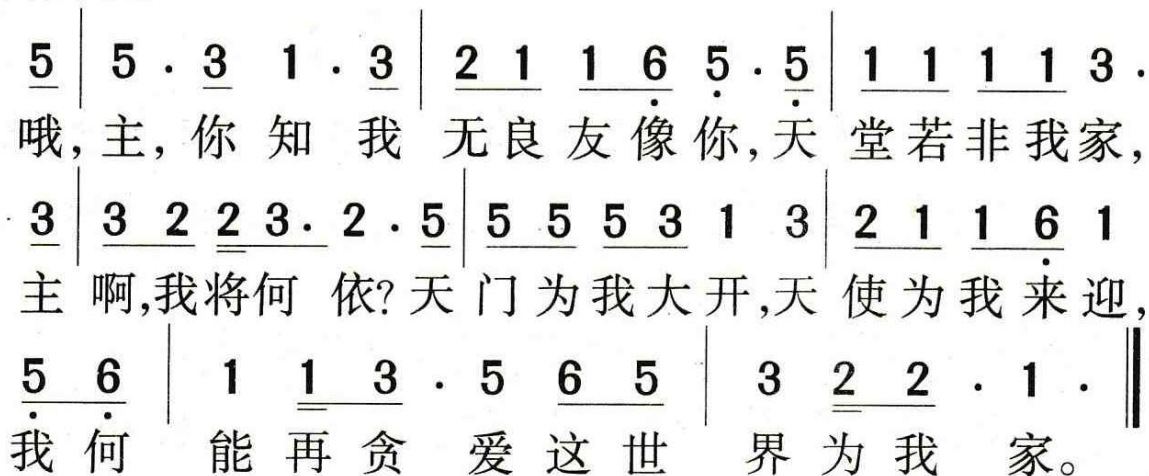 5 | 5 · 3 1 · 3 | 2 1 1 6 5 · 5 | 1 1 1 1 3 ·
哦,主,你 知 我 无良友像你,天 堂若非我家,
3 | 3 2 2 3 · 2 · 5 | 5 5 5 3 1 3 | 2 1 1 6 1
主 啊,我将何 依?天门为我大开,天 使为我来迎,
5 6 | 1 1 3 · 5 6 5 | 3 2 2 · 1 · ‖
我何 能再贪 爱这世 界为我 家。